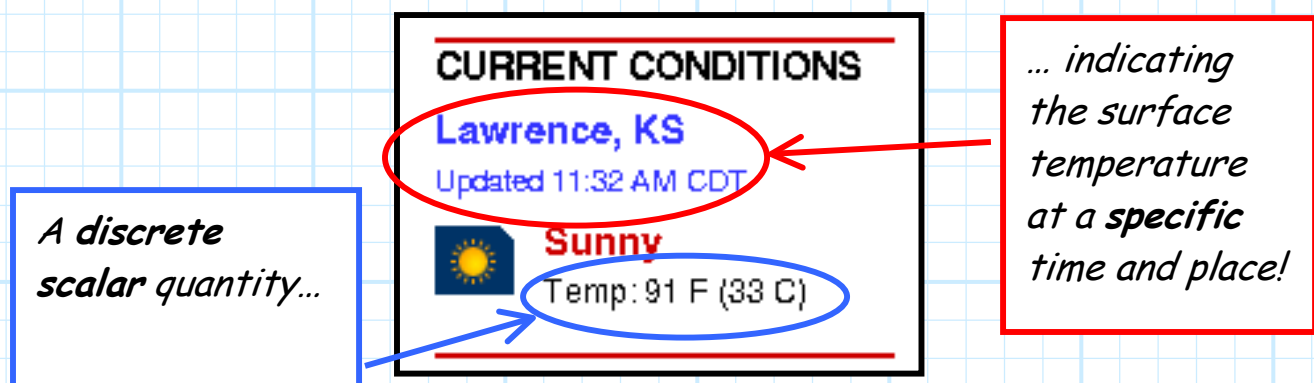 CURRENT CONDITIONS
Lawrence, KS
Updated 11:32 AM CDT
Sunny
Temp: 91 F (33 C)
A discrete
scalar quantity…
… indicating
the surface
temperature
at a specific
time and place!